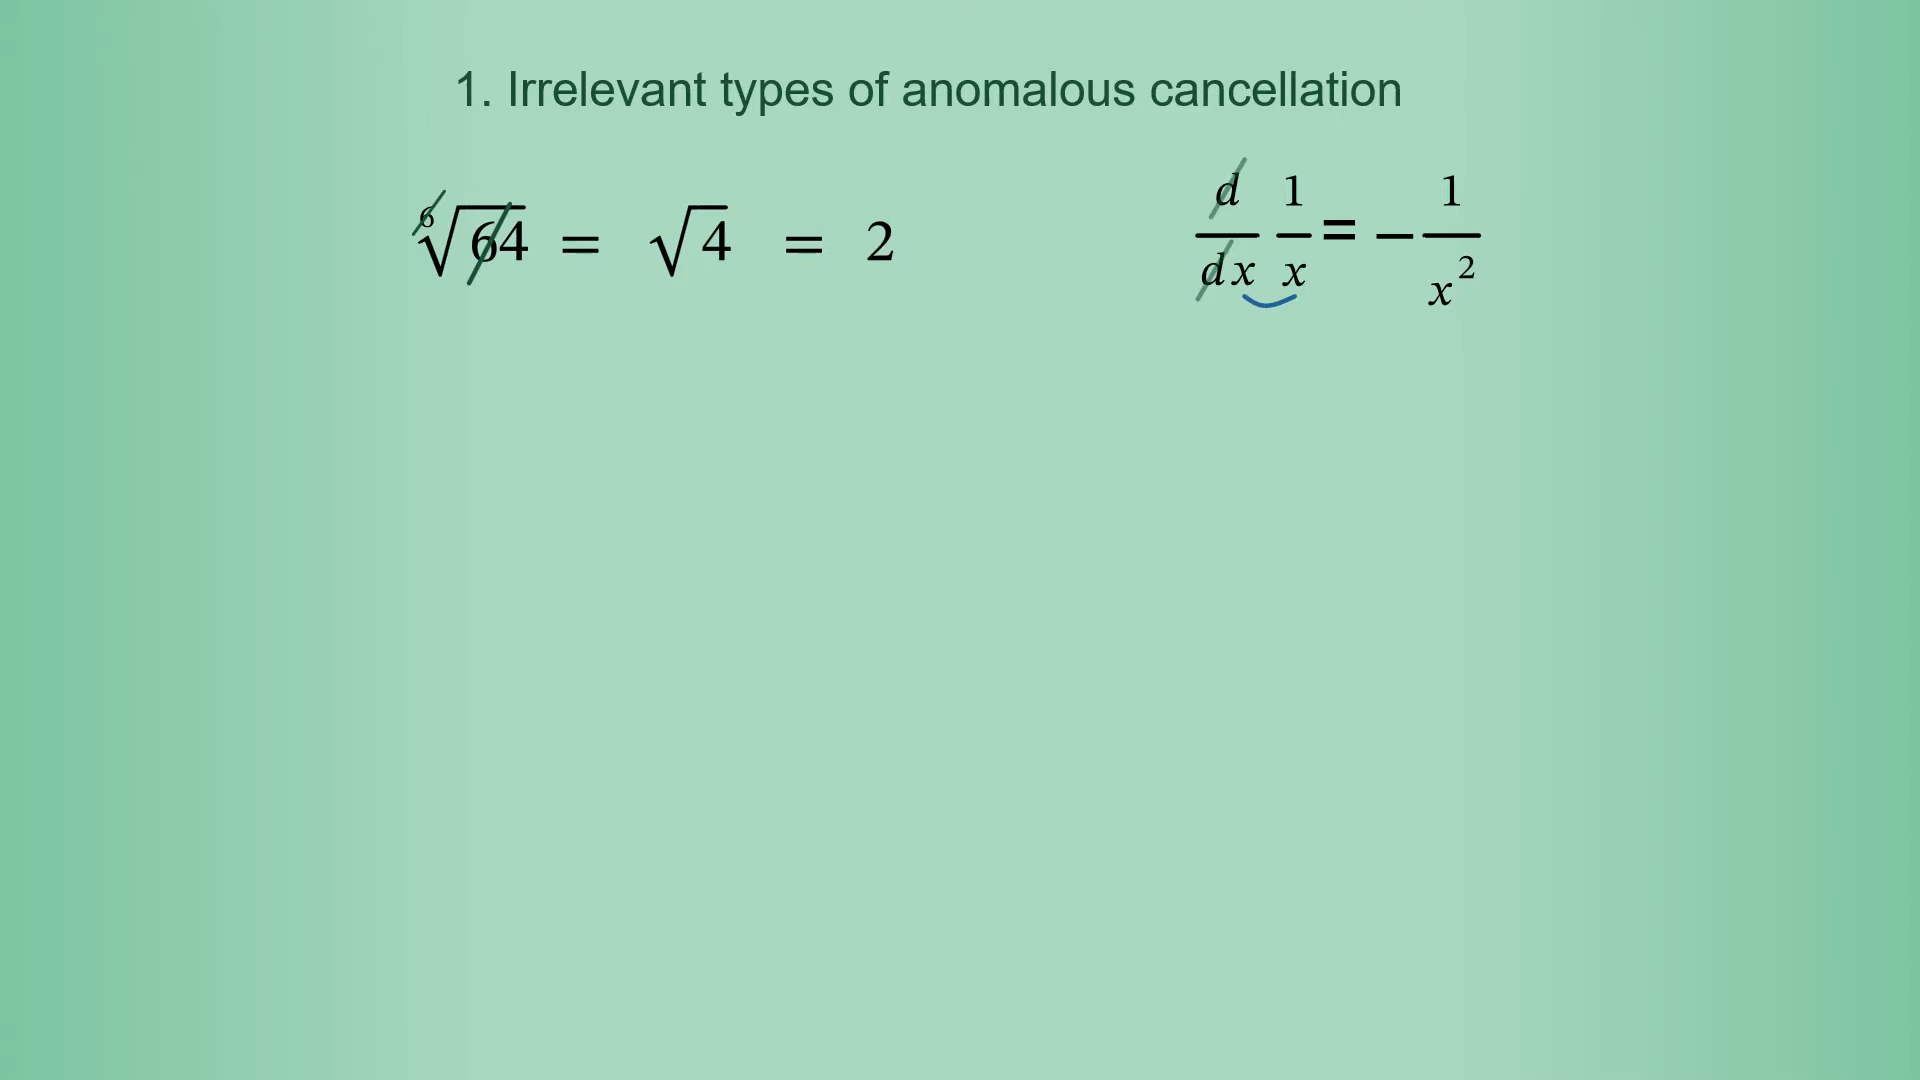 1. Irrelevant types of anomalous cancellation
⁶√64 = √4 = 2
d/dx 1/x = − 1/x²